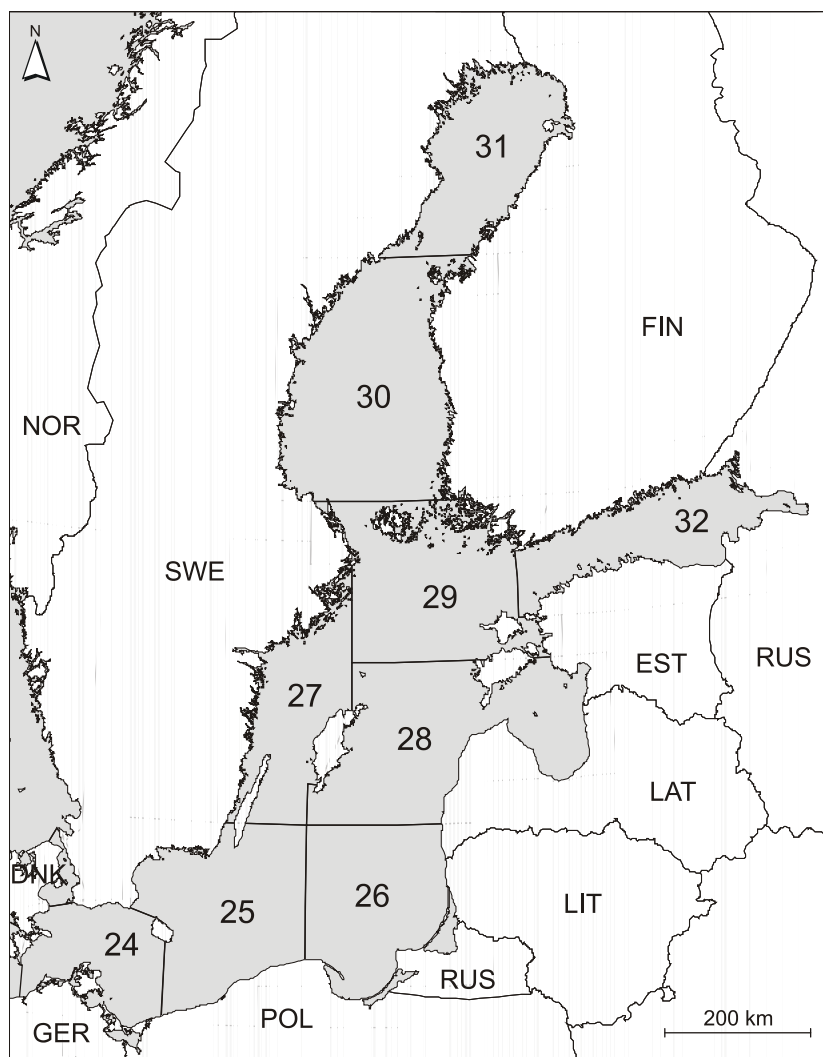 N
31
FIN
30
NOR
32
SWE
29
EST
RUS
27
28
LAT
DNK
25
26
LIT
24
RUS
GER
POL
200 km